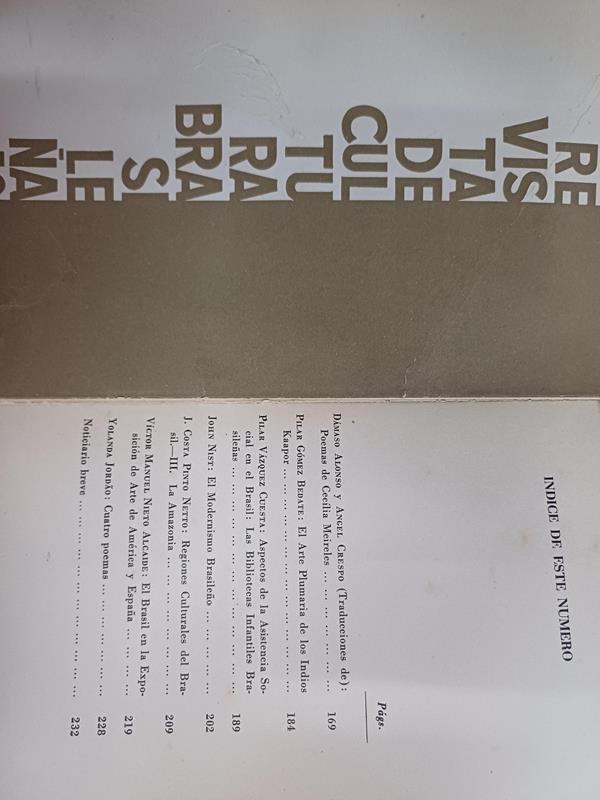 RE
VIS
TA
DE
CUL
TU
RA
BRA
SI
LE
ÑA
INDICE DE ESTE NUMERO
Págs.
DÁMASO ALONSO y ANGEL CRESPO (Traducciones de):
Poemas de Cecília Meireles ... ... ... ... ... ... ... 169
PILAR GÓMEZ BEDATE: El Arte Plumaria de los Indios
Kaapor ... ... ... ... ... ... ... ... ... ... ... ... 184
PILAR VÁZQUEZ CUESTA: Aspectos de la Asistencia So-
cial en el Brasil: Las Bibliotecas Infantiles Bra-
sileñas ... ... ... ... ... ... ... ... ... ... ... ... 189
JOHN NIST: El Modernismo Brasileño ... ... ... ... 202
J. COSTA PINTO NETTO: Regiones Culturales del Bra-
sil.—III. La Amazonia ... ... ... ... ... ... ... ... 209
VÍCTOR MANUEL NIETO ALCAIDE: El Brasil en la Expo-
sición de Arte de América y España ... ... ... ... 219
YOLANDA JORDÃO: Cuatro poemas ... ... ... ... ... ... 228
Noticiario breve ... ... ... ... ... ... ... ... ... ... ... 232